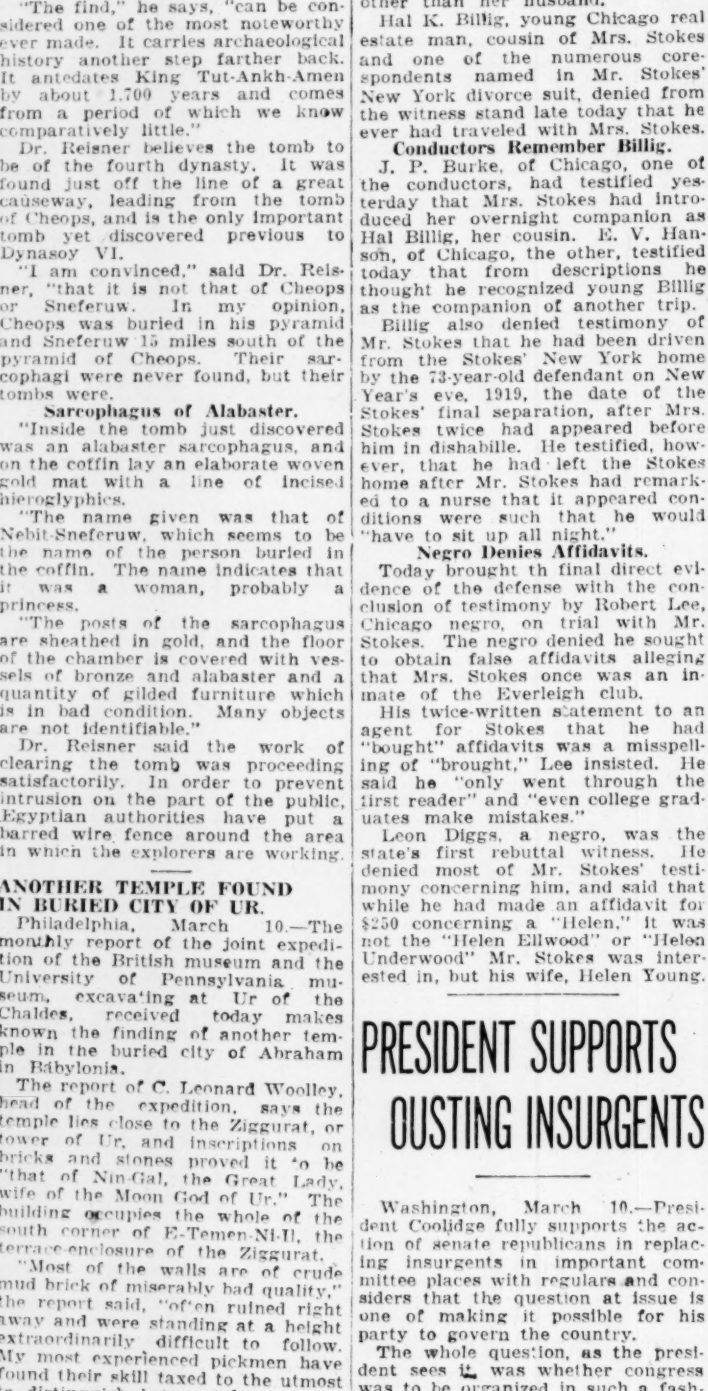 "The find," he says, "can be con-
sidered one of the most noteworthy
ever made. It carries archaeological
history another step farther back.
It antedates King Tut-Ankh-Amen
by about 1,700 years and comes
from a period of which we know
comparatively little."
Dr. Reisner believes the tomb to
be of the fourth dynasty. It was
found just off the line of a great
causeway, leading from the tomb
of Cheops, and is the only important
tomb yet discovered previous to
Dynasoy VI.
"I am convinced," said Dr. Reis-
ner, "that it is not that of Cheops
or Sneferuw. In my opinion,
Cheops was buried in his pyramid
and Sneferuw 15 miles south of the
pyramid of Cheops. Their sar-
cophagi were never found, but their
tombs were.
Sarcophagus of Alabaster.
"Inside the tomb just discovered
was an alabaster sarcophagus, and
on the coffin lay an elaborate woven
gold mat with a line of incised
hieroglyphics.
"The name given was that of
Nebit-Sneferuw, which seems to be
the name of the person buried in
the coffin. The name indicates that
it was a woman, probably a
princess.
"The posts of the sarcophagus
are sheathed in gold, and the floor
of the chamber is covered with ves-
sels of bronze and alabaster and a
quantity of gilded furniture which
is in bad condition. Many objects
are not identifiable."
Dr. Reisner said the work of
clearing the tomb was proceeding
satisfactorily. In order to prevent
intrusion on the part of the public,
Egyptian authorities have put a
barred wire fence around the area
in which the explorers are working.
ANOTHER TEMPLE FOUND
IN BURIED CITY OF UR.
Philadelphia, March 10.—The
monthly report of the joint expedi-
tion of the British museum and the
University of Pennsylvania mu-
seum, excavating at Ur of the
Chaldes, received today makes
known the finding of another tem-
ple in the buried city of Abraham
in Babylonia.
The report of C. Leonard Woolley,
head of the expedition, says the
temple lies close to the Ziggurat, or
tower of Ur, and inscriptions on
bricks and stones proved it to be
"that of Nin-Gal, the Great Lady,
wife of the Moon God of Ur." The
building occupies the whole of the
south corner of E-Temen-Ni-Il, the
terrace-enclosure of the Ziggurat.
"Most of the walls are of crude
mud brick of miserably bad quality,"
the report said, "often ruined right
away and were standing at a height
extraordinarily difficult to follow.
My most experienced pickmen have
found their skill taxed to the utmost
other than her husband.
Hal K. Billig, young Chicago real
estate man, cousin of Mrs. Stokes
and one of the numerous core-
spondents named in Mr. Stokes'
New York divorce suit, denied from
the witness stand late today that he
ever had traveled with Mrs. Stokes.
Conductors Remember Billig.
J. P. Burke, of Chicago, one of
the conductors, had testified yes-
terday that Mrs. Stokes had intro-
duced her overnight companion as
Hal Billig, her cousin. E. V. Han-
son, of Chicago, the other, testified
today that from descriptions he
thought he recognized young Billig
as the companion of another trip.
Billig also denied testimony of
Mr. Stokes that he had been driven
from the Stokes' New York home
by the 73-year-old defendant on New
Year's eve, 1919, the date of the
Stokes' final separation, after Mrs.
Stokes twice had appeared before
him in dishabille. He testified, how-
ever, that he had left the Stokes
home after Mr. Stokes had remark-
ed to a nurse that it appeared con-
ditions were such that he would
"have to sit up all night."
Negro Denies Affidavits.
Today brought th final direct evi-
dence of the defense with the con-
clusion of testimony by Robert Lee,
Chicago negro, on trial with Mr.
Stokes. The negro denied he sought
to obtain false affidavits alleging
that Mrs. Stokes once was an in-
mate of the Everleigh club.
His twice-written statement to an
agent for Stokes that he had
"bought" affidavits was a misspell-
ing of "brought," Lee insisted. He
said he "only went through the
first reader" and "even college grad-
uates make mistakes."
Leon Diggs, a negro, was the
state's first rebuttal witness. He
denied most of Mr. Stokes' testi-
mony concerning him, and said that
while he had made an affidavit for
$250 concerning a "Helen," it was
not the "Helen Ellwood" or "Helen
Underwood" Mr. Stokes was inter-
ested in, but his wife, Helen Young.
PRESIDENT SUPPORTS
OUSTING INSURGENTS
Washington, March 10.—Presi-
dent Coolidge fully supports the ac-
tion of senate republicans in replac-
ing insurgents in important com-
mittee places with regulars and con-
siders that the question at issue is
one of making it possible for his
party to govern the country.
The whole question, as the presi-
dent sees it, was whether congress
was to be organized in such a fash-